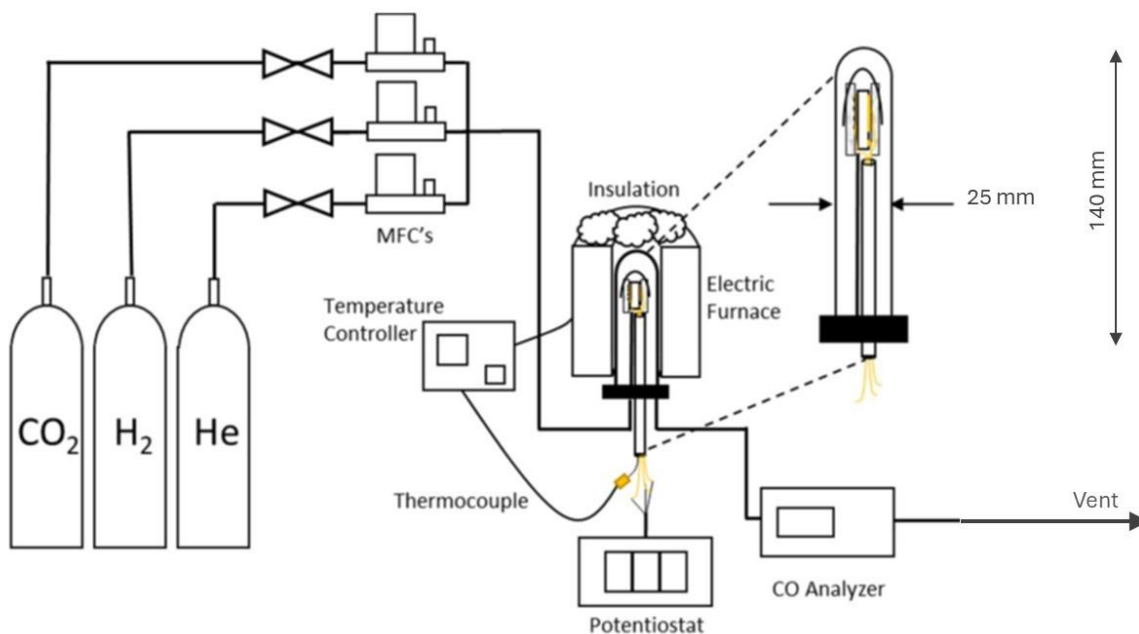 Insulation
25 mm
140 mm
MFC's
Electric
Furnace
Temperature
Controller
CO₂
H₂
He
Thermocouple
Vent
CO Analyzer
Potentiostat